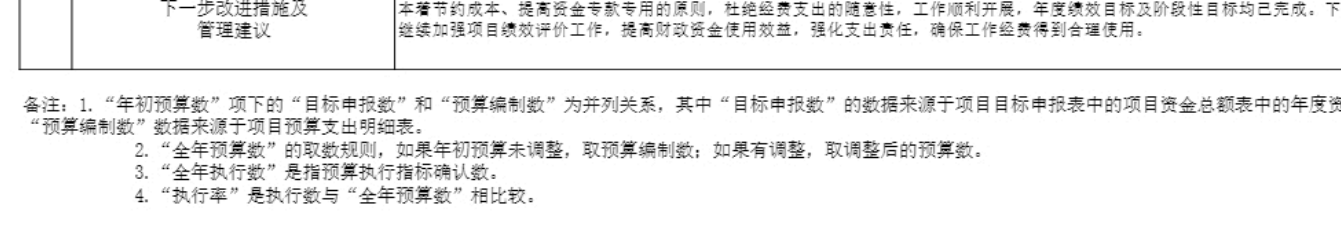 下一步改进措施及
管理建议
本着节约成本、提高资金专款专用的原则，杜绝经费支出的随意性，工作顺利开展，年度绩效目标及阶段性目标均已完成。下
继续加强项目绩效评价工作，提高财政资金使用效益，强化支出责任，确保工作经费得到合理使用。
备注：1.“年初预算数”项下的“目标申报数”和“预算编制数”为并列关系，其中“目标申报数”的数据来源于项目目标申报表中的项目资金总额表中的年度资
“预算编制数”数据来源于项目预算支出明细表。
2.“全年预算数”的取数规则，如果年初预算未调整，取预算编制数；如果有调整，取调整后的预算数。
3.“全年执行数”是指预算执行指标确认数。
4.“执行率”是执行数与“全年预算数”相比较。